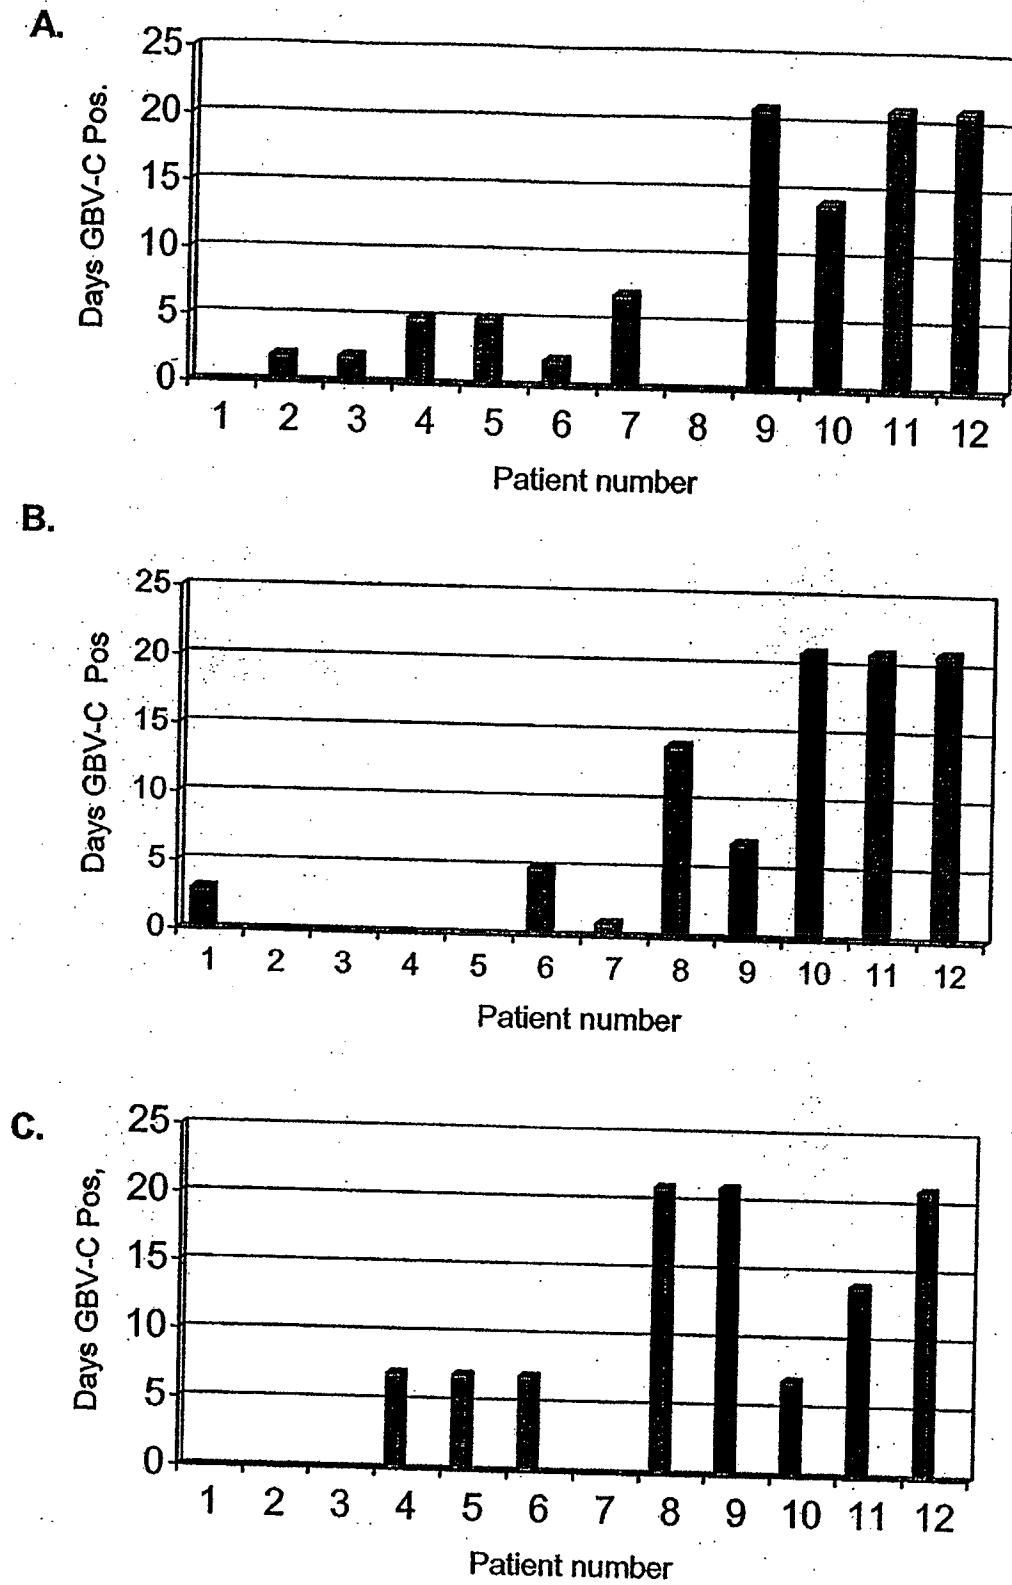 A.
Days GBV-C Pos.
25
20
15
10
5
0
1 2 3 4 5 6 7 8 9 10 11 12
Patient number
B.
Days GBV-C Pos
25
20
15
10
5
0
1 2 3 4 5 6 7 8 9 10 11 12
Patient number
C.
Days GBV-C Pos,
25
20
15
10
5
0
1 2 3 4 5 6 7 8 9 10 11 12
Patient number